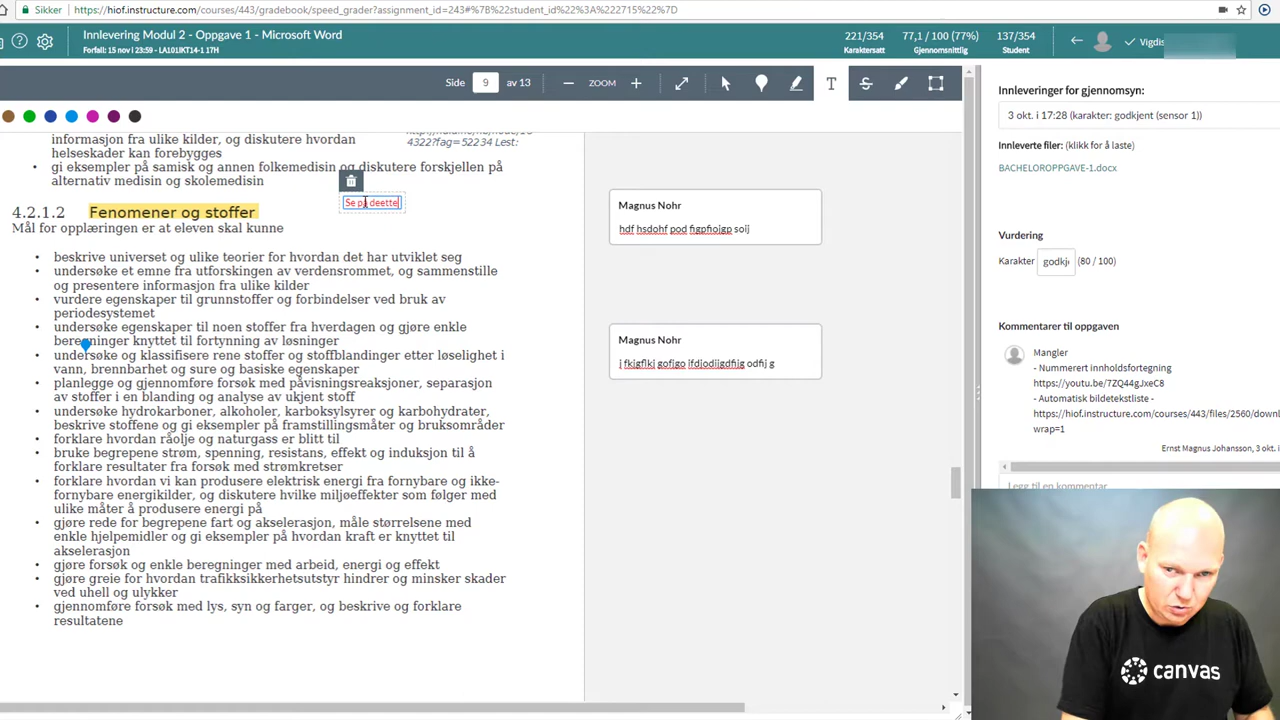 Sikker
https://hiof.instructure.com/courses/443/gradebook/speed_grader?assignment_id=243#%7B%22student_id%22%3A%222715%22%7D
Innlevering Modul 2 - Oppgave 1 - Microsoft Word
Forfall: 15 nov i 23:59 - LA101IKT14-1 17H
221/354
Karaktersatt
77,1 / 100 (77%)
Gjennomsnittlig
137/354
Student
Vigdis
Side 9 av 13
ZOOM
T
informasjon fra ulike kilder, og diskutere hvordan
helseskader kan forebygges
4322?fag=52234 Lest:
• gi eksempler på samisk og annen folkemedisin og diskutere forskjellen på
alternativ medisin og skolemedisin
Se på deette
4.2.1.2 Fenomener og stoffer
Mål for opplæringen er at eleven skal kunne
• beskrive universet og ulike teorier for hvordan det har utviklet seg
• undersøke et emne fra utforskingen av verdensrommet, og sammenstille
og presentere informasjon fra ulike kilder
• vurdere egenskaper til grunnstoffer og forbindelser ved bruk av
periodesystemet
• undersøke egenskaper til noen stoffer fra hverdagen og gjøre enkle
beregninger knyttet til fortynning av løsninger
• undersøke og klassifisere rene stoffer og stoffblandinger etter løselighet i
vann, brennbarhet og sure og basiske egenskaper
• planlegge og gjennomføre forsøk med påvisningsreaksjoner, separasjon
av stoffer i en blanding og analyse av ukjent stoff
• undersøke hydrokarboner, alkoholer, karboksylsyrer og karbohydrater,
beskrive stoffene og gi eksempler på framstillingsmåter og bruksområder
• forklare hvordan råolje og naturgass er blitt til
• bruke begrepene strøm, spenning, resistans, effekt og induksjon til å
forklare resultater fra forsøk med strømkretser
• forklare hvordan vi kan produsere elektrisk energi fra fornybare og ikke-
fornybare energikilder, og diskutere hvilke miljøeffekter som følger med
ulike måter å produsere energi på
• gjøre rede for begrepene fart og akselerasjon, måle størrelsene med
enkle hjelpemidler og gi eksempler på hvordan kraft er knyttet til
akselerasjon
• gjøre forsøk og enkle beregninger med arbeid, energi og effekt
• gjøre greie for hvordan trafikksikkerhetsutstyr hindrer og minsker skader
ved uhell og ulykker
• gjennomføre forsøk med lys, syn og farger, og beskrive og forklare
resultatene
Magnus Nohr
hdf hsdohf pod figpfiojgp soij
Magnus Nohr
Innleveringer for gjennomsyn:
3 okt. i 17:28 (karakter: godkjent (sensor 1))
Innleverte filer: (klikk for å laste)
BACHELOROPPGAVE-1.docx
Vurdering
Karakter godkj (80 / 100)
Kommentarer til oppgaven
Mangler
- Nummerert innholdsfortegning
https://youtu.be/7ZQ44gJxeC8
- Automatisk bildetekstliste -
https://hiof.instructure.com/courses/443/files/2560/downl
wrap=1
Ernst Magnus Johansson, 3 okt. i
Legg til en kommentar
canvas